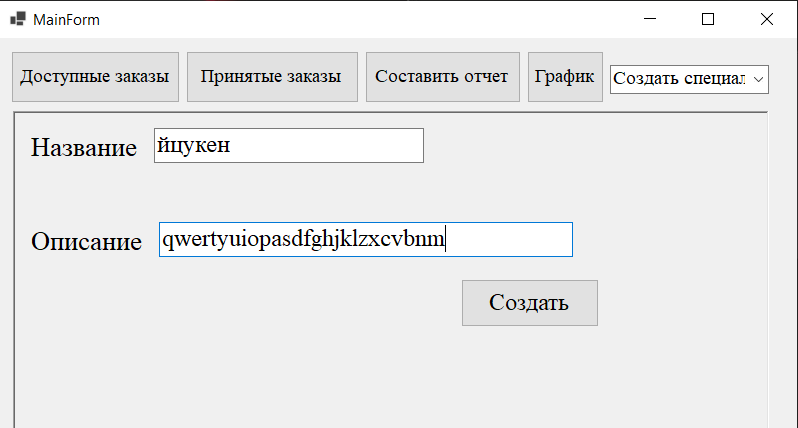 MainForm
Доступные заказы
Принятые заказы
Составить отчет
График
Создать специал
Название
йцукен
Описание
qwertyuiopasdfghjklzxcvbnm
Создать